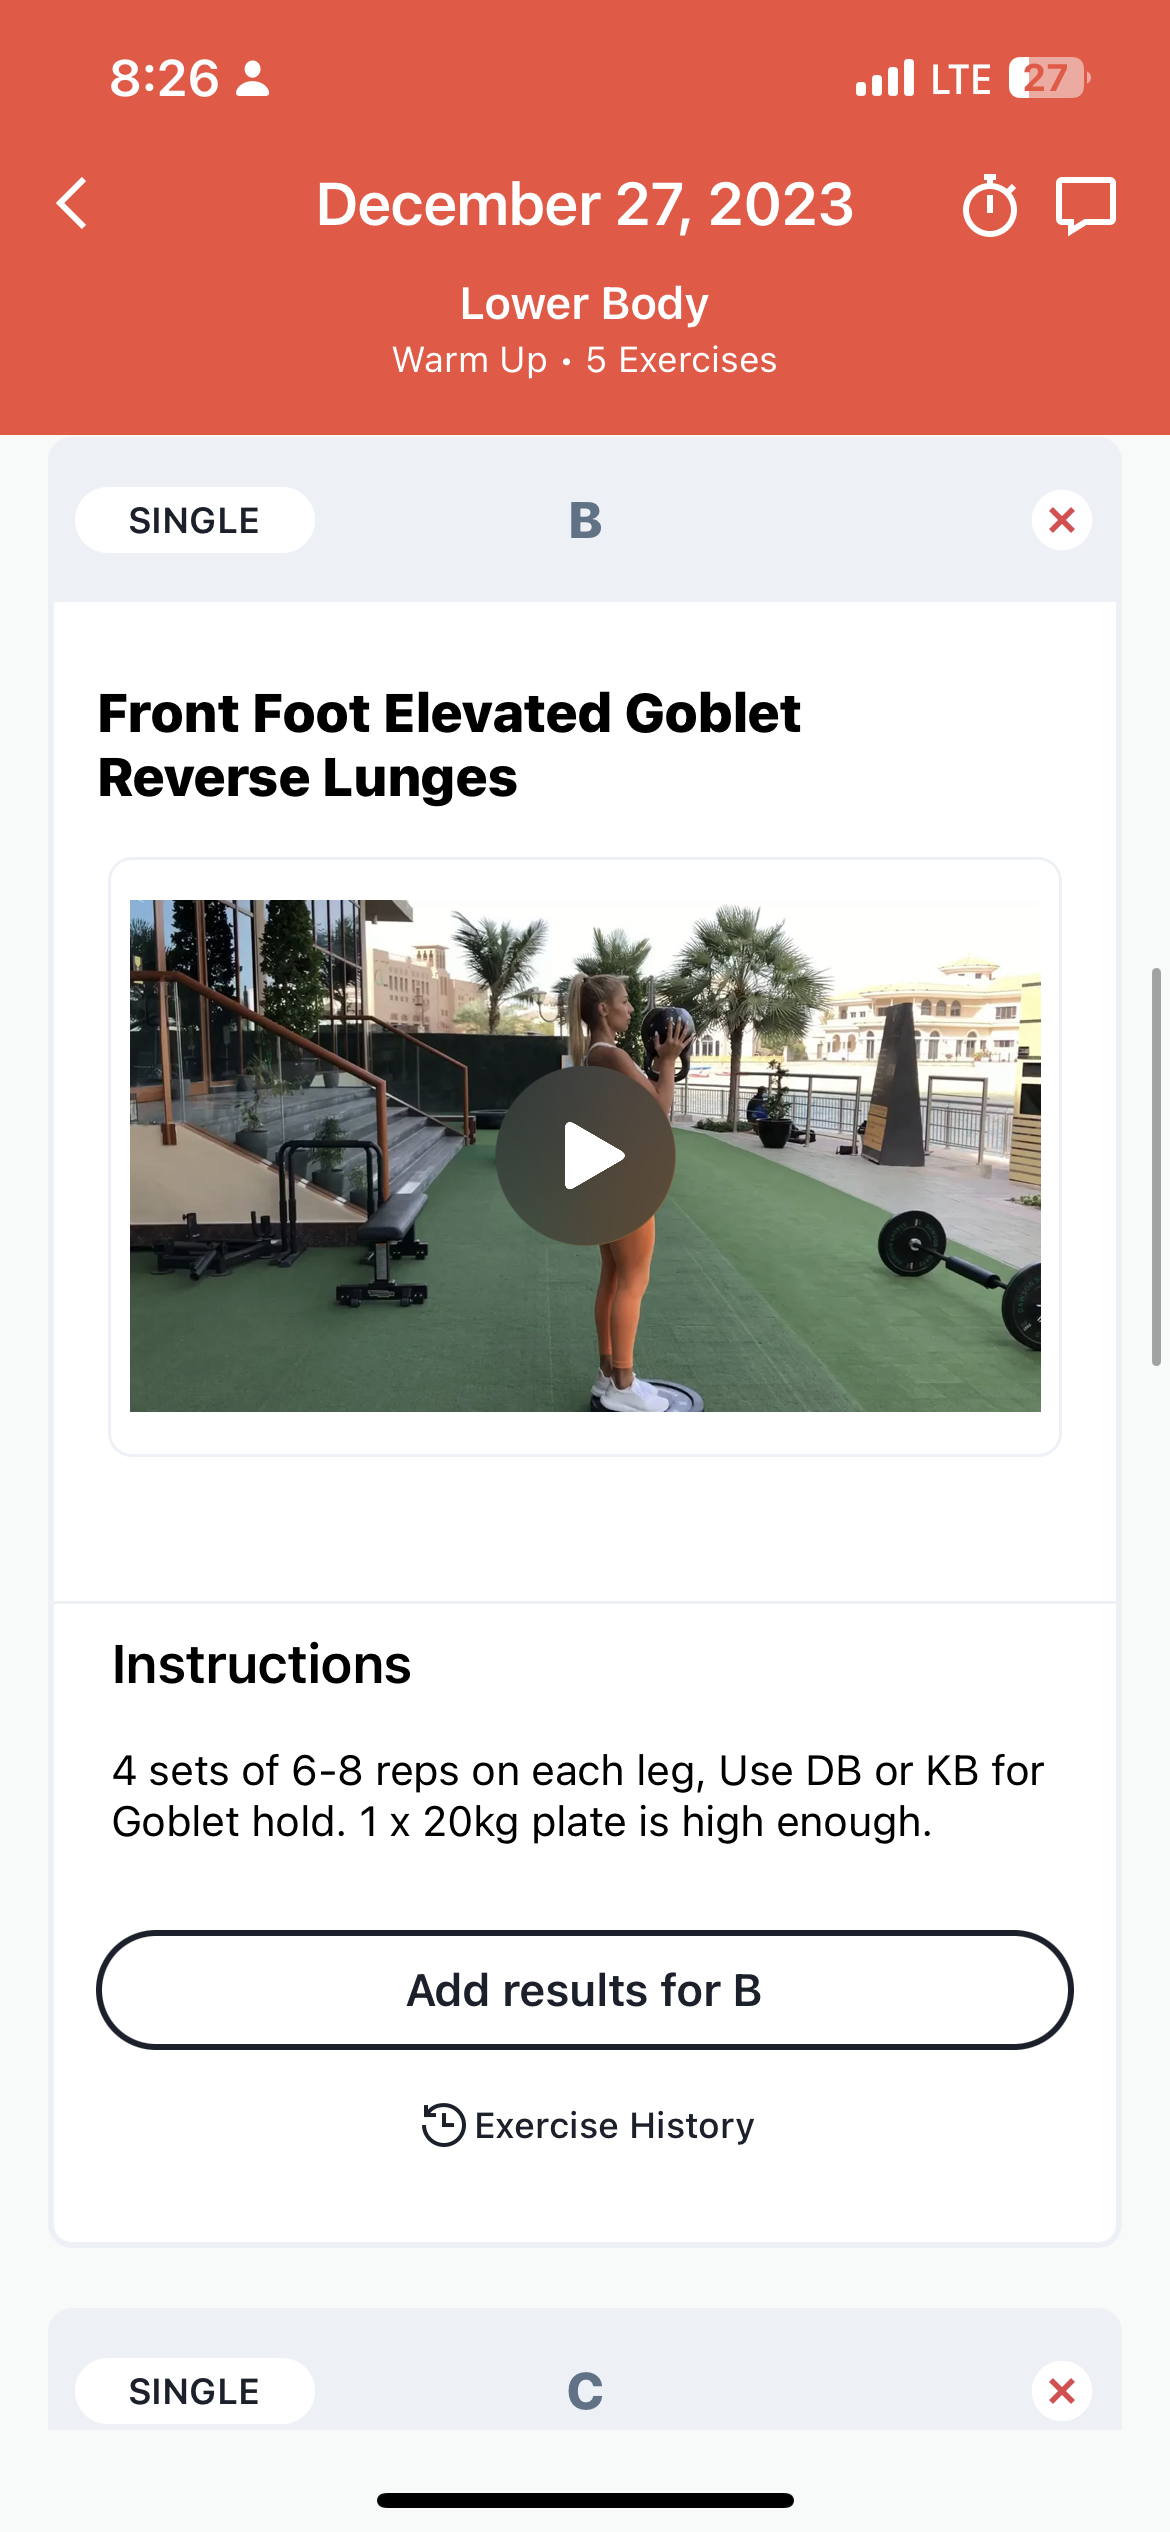 8:26
LTE
27
December 27, 2023
Lower Body
Warm Up • 5 Exercises
SINGLE
B
Front Foot Elevated Goblet
Reverse Lunges
Instructions
4 sets of 6-8 reps on each leg, Use DB or KB for
Goblet hold. 1 x 20kg plate is high enough.
Add results for B
Exercise History
SINGLE
C